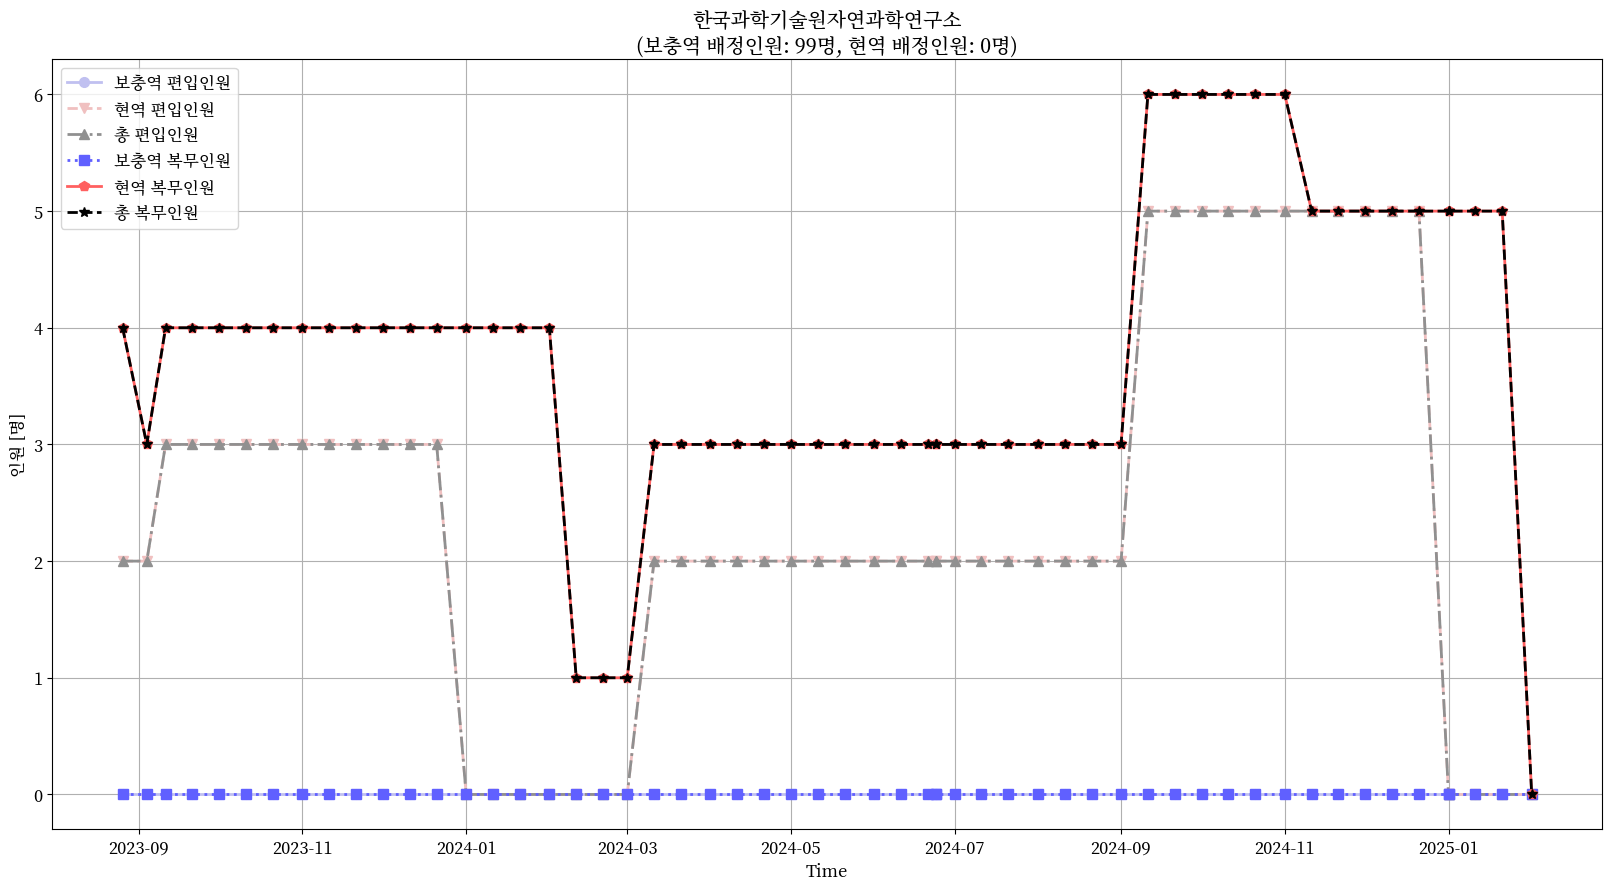 한국과학기술원자연과학연구소
(보충역 배정인원: 99명, 현역 배정인원: 0명)
보충역 편입인원
현역 편입인원
총 편입인원
보충역 복무인원
현역 복무인원
총 복무인원
인원 [명]
6
5
4
3
2
1
0
2023-09 2023-11 2024-01 2024-03 2024-05 2024-07 2024-09 2024-11 2025-01
Time